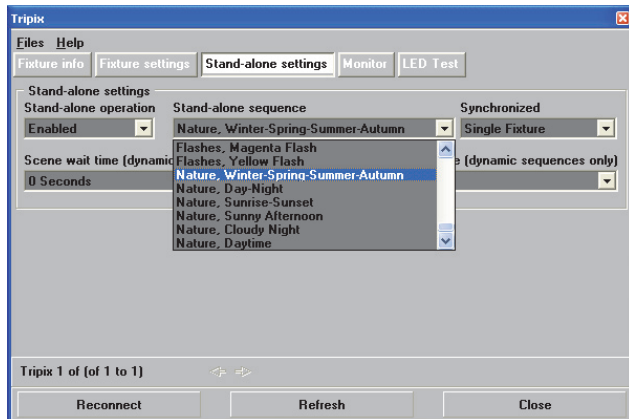 Tripix
Files Help
Fixture info Fixture settings Stand-alone settings Monitor LED Test
Stand-alone settings
Stand-alone operation Stand-alone sequence Synchronized
Enabled Nature, Winter-Spring-Summer-Autumn Single Fixture
Flashes, Magenta Flash
Scene wait time (dynamic Flashes, Yellow Flash (dynamic sequences only)
0 Seconds Nature, Winter-Spring-Summer-Autumn
Nature, Day-Night
Nature, Sunrise-Sunset
Nature, Sunny Afternoon
Nature, Cloudy Night
Nature, Daytime
Tripix 1 of (of 1 to 1)
Reconnect Refresh Close